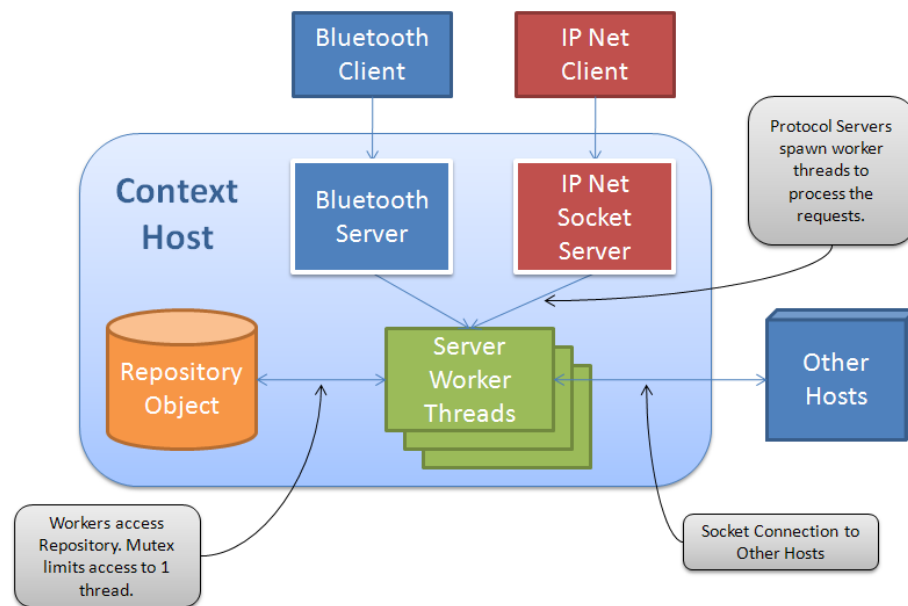 Bluetooth
Client
IP Net
Client
Protocol Servers
spawn worker
threads to
process the
requests.
Context
Host
Bluetooth
Server
IP Net
Socket
Server
Repository
Object
Server
Worker
Threads
Other
Hosts
Workers access
Repository. Mutex
limits access to 1
thread.
Socket Connection to
Other Hosts